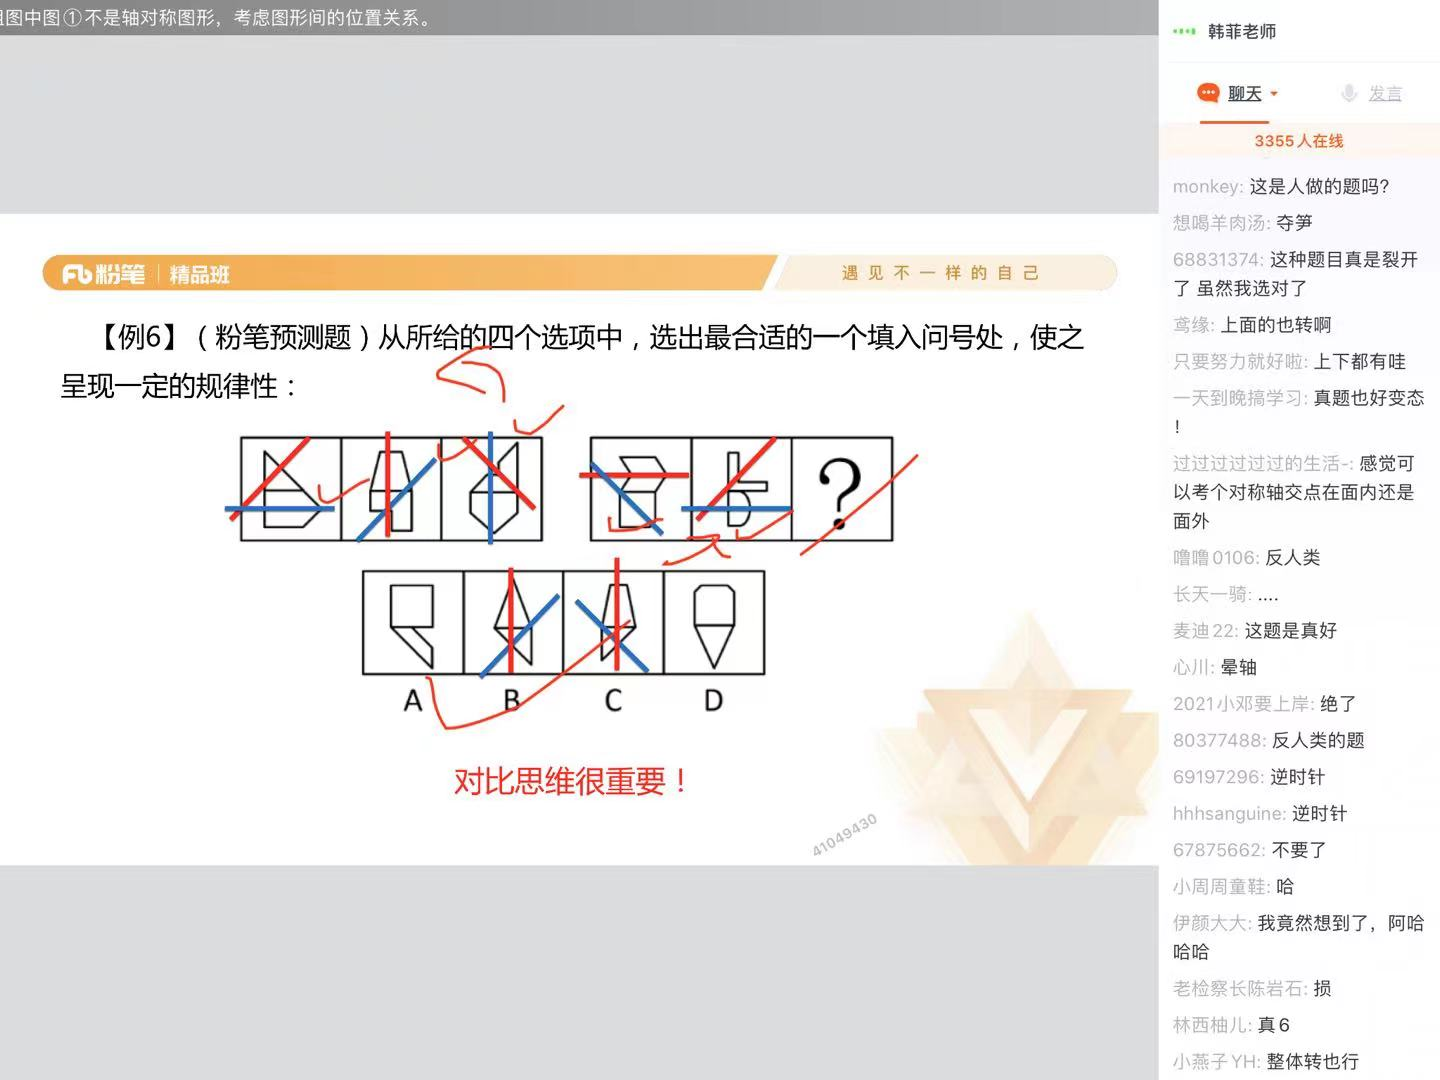 组图中图①不是轴对称图形，考虑图形间的位置关系。
粉笔 精品班
遇见不一样的自己
【例6】（粉笔预测题）从所给的四个选项中，选出最合适的一个填入问号处，使之
呈现一定的规律性：
?
A B C D
对比思维很重要！
41049430
韩菲老师
聊天 发言
3355人在线
monkey: 这是人做的题吗?
想喝羊肉汤: 夺笋
68831374: 这种题目真是裂开
了 虽然我选对了
鸢缘: 上面的也转啊
只要努力就好啦: 上下都有哇
一天到晚搞学习: 真题也好变态
！
过过过过过过的生活-: 感觉可
以考个对称轴交点在面内还是
面外
噜噜0106: 反人类
长天一骑: ....
麦迪22: 这题是真好
心川: 晕轴
2021小邓要上岸: 绝了
80377488: 反人类的题
69197296: 逆时针
hhhsanguine: 逆时针
67875662: 不要了
小周周童鞋: 哈
伊颜大大: 我竟然想到了，阿哈
哈哈
老检察长陈岩石: 损
林西柚儿: 真6
小燕子YH: 整体转也行